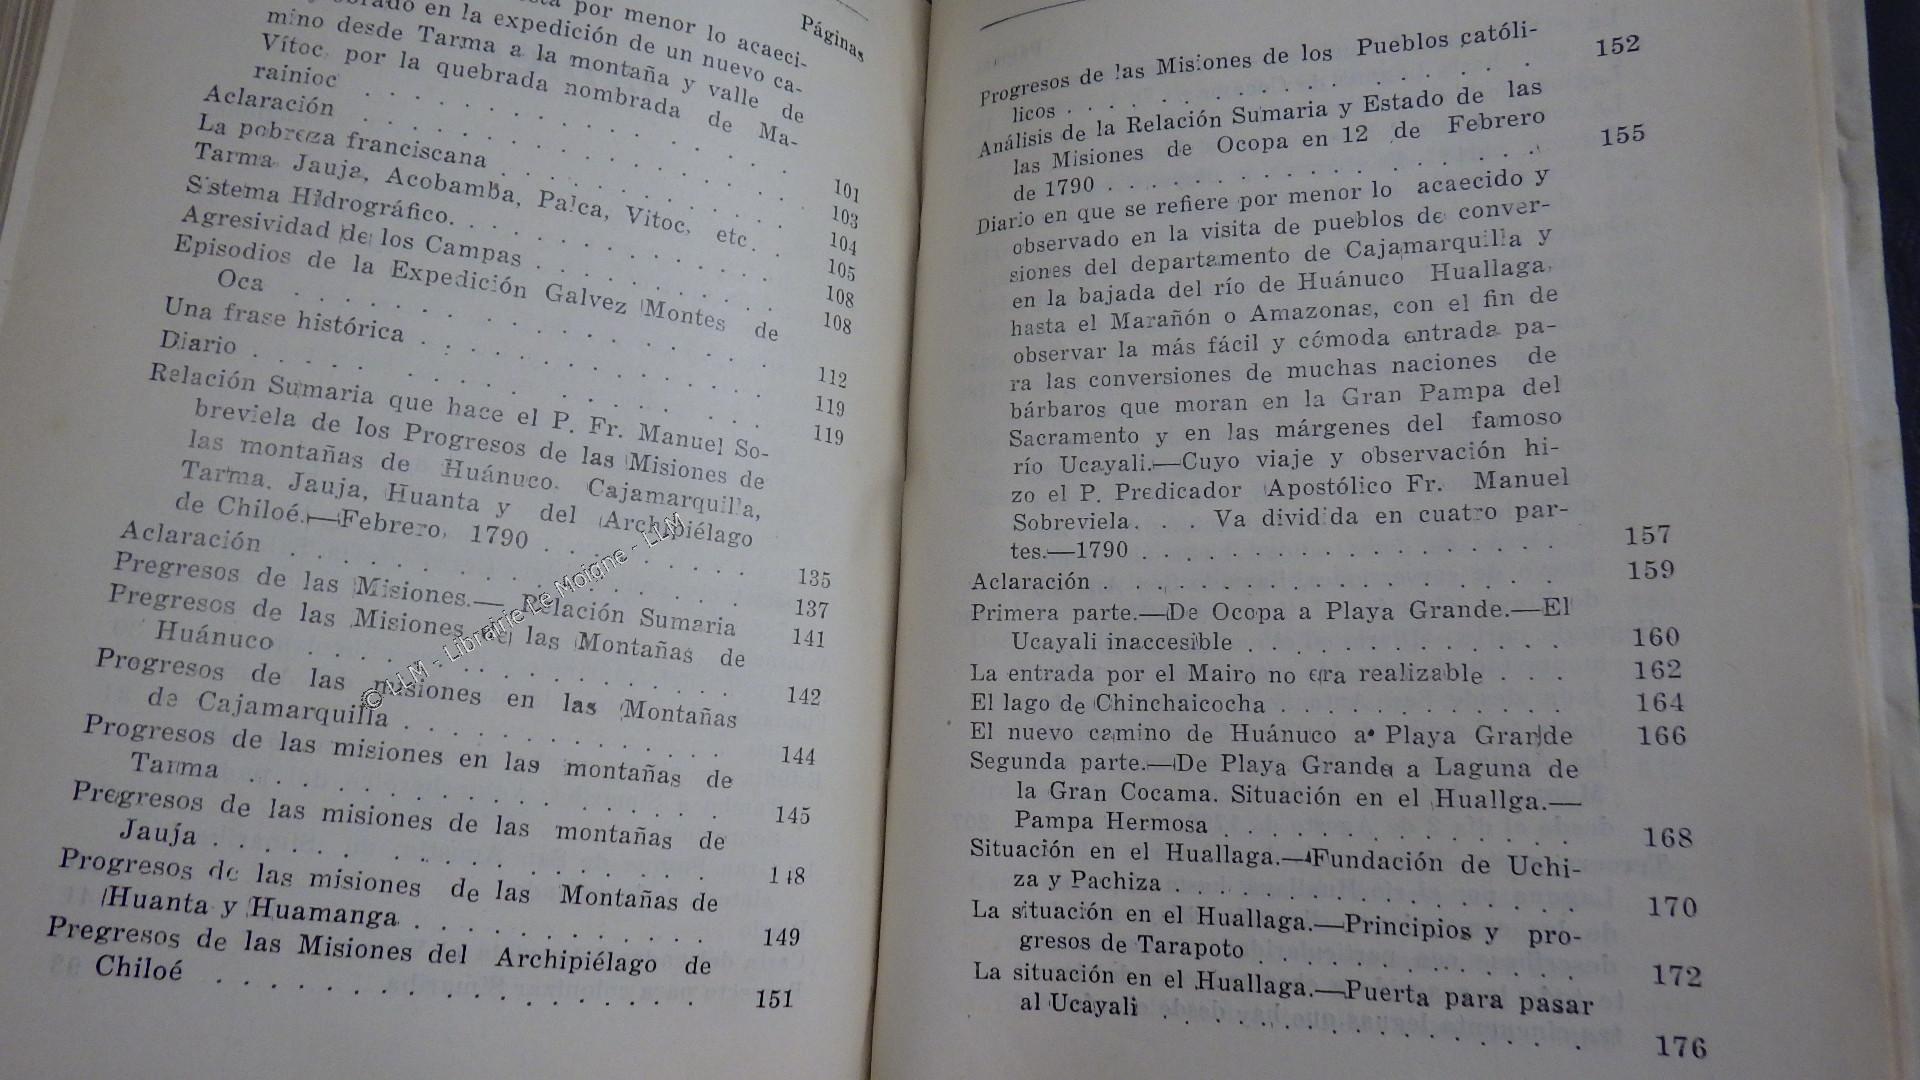 Páginas
por menor lo acaeci-
en la expedición de un nuevo ca-
mino desde Tarma a la montaña y valle de
Vítoc, por la quebrada nombrada de Ma-
rainioc . . . . . . . . . . . . 101
Aclaración . . . . . . . . . . . . 103
La pobreza franciscana . . . . . . . . . 104
Tarma Jauja, Acobamba, Palca, Vítoc, etc. . 105
Sistema Hidrográfico. . . . . . . . . . 108
Agresividad de los Campas . . . . . . . . 108
Episodios de la Expedición Galvez Montes de
Oca . . . . . . . . . . . . . 112
Una frase histórica . . . . . . . . . . 119
Diario . . . . . . . . . . . . . 119
Relación Sumaria que hace el P. Fr. Manuel So-
breviela de los Progresos de las Misiones de
las montañas de Huánuco. Cajamarquilla,
Tarma. Jauja, Huanta y del Archipiélago
de Chiloé.—Febrero, 1790 . . . . . . . 135
Aclaración . . . . . . . . . . . . 137
Pregresos de las Misiones.— Relación Sumaria 141
Pregresos de las Misiones de las Montañas de
Huánuco . . . . . . . . . . . . 142
Progresos de las misiones en las Montañas
de Cajamarquilla . . . . . . . . . . 144
Progresos de las misiones en las montañas de
Tarma . . . . . . . . . . . . . 145
Pregresos de las misiones de las montañas de
Jauja . . . . . . . . . . . . . 148
Progresos de las misiones de las Montañas de
Huanta y Huamanga . . . . . . . . . 149
Pregresos de las Misiones del Archipiélago de
Chiloé . . . . . . . . . . . . . 151
© LLM - Librairie Le Moigne - LLM
Progresos de las Misiones de los Pueblos católi-
licos . . . . . . . . . . . . . 152
Análisis de la Relación Sumaria y Estado de las
las Misiones de Ocopa en 12 de Febrero
de 1790 . . . . . . . . . . . . 155
Diario en que se refiere por menor lo acaecido y
observado en la visita de pueblos de conver-
siones del departamento de Cajamarquilla y
en la bajada del río de Huánuco Huallaga,
hasta el Marañón o Amazonas, con el fin de
observar la más fácil y cómoda entrada pa-
ra las conversiones de muchas naciones de
bárbaros que moran en la Gran Pampa del
Sacramento y en las márgenes del famoso
río Ucayali.—Cuyo viaje y observación hi-
zo el P. Predicador Apostólico Fr. Manuel
Sobreviela. . . Va dividida en cuatro par-
tes.—1790 . . . . . . . . . . . . 157
Aclaración . . . . . . . . . . . . 159
Primera parte.—De Ocopa a Playa Grande.—El
Ucayali inaccesible . . . . . . . . . . 160
La entrada por el Mairo no era realizable . . . 162
El lago de Chinchaicocha . . . . . . . . 164
El nuevo camino de Huánuco a Playa Grande 166
Segunda parte.—De Playa Grande a Laguna de
la Gran Cocama. Situación en el Huallga.—
Pampa Hermosa . . . . . . . . . . . 168
Situación en el Huallaga.—Fundación de Uchi-
za y Pachiza . . . . . . . . . . . 170
La situación en el Huallaga.—Principios y pro-
gresos de Tarapoto . . . . . . . . . . 172
La situación en el Huallaga.—Puerta para pasar
al Ucayali . . . . . . . . . . . . 176